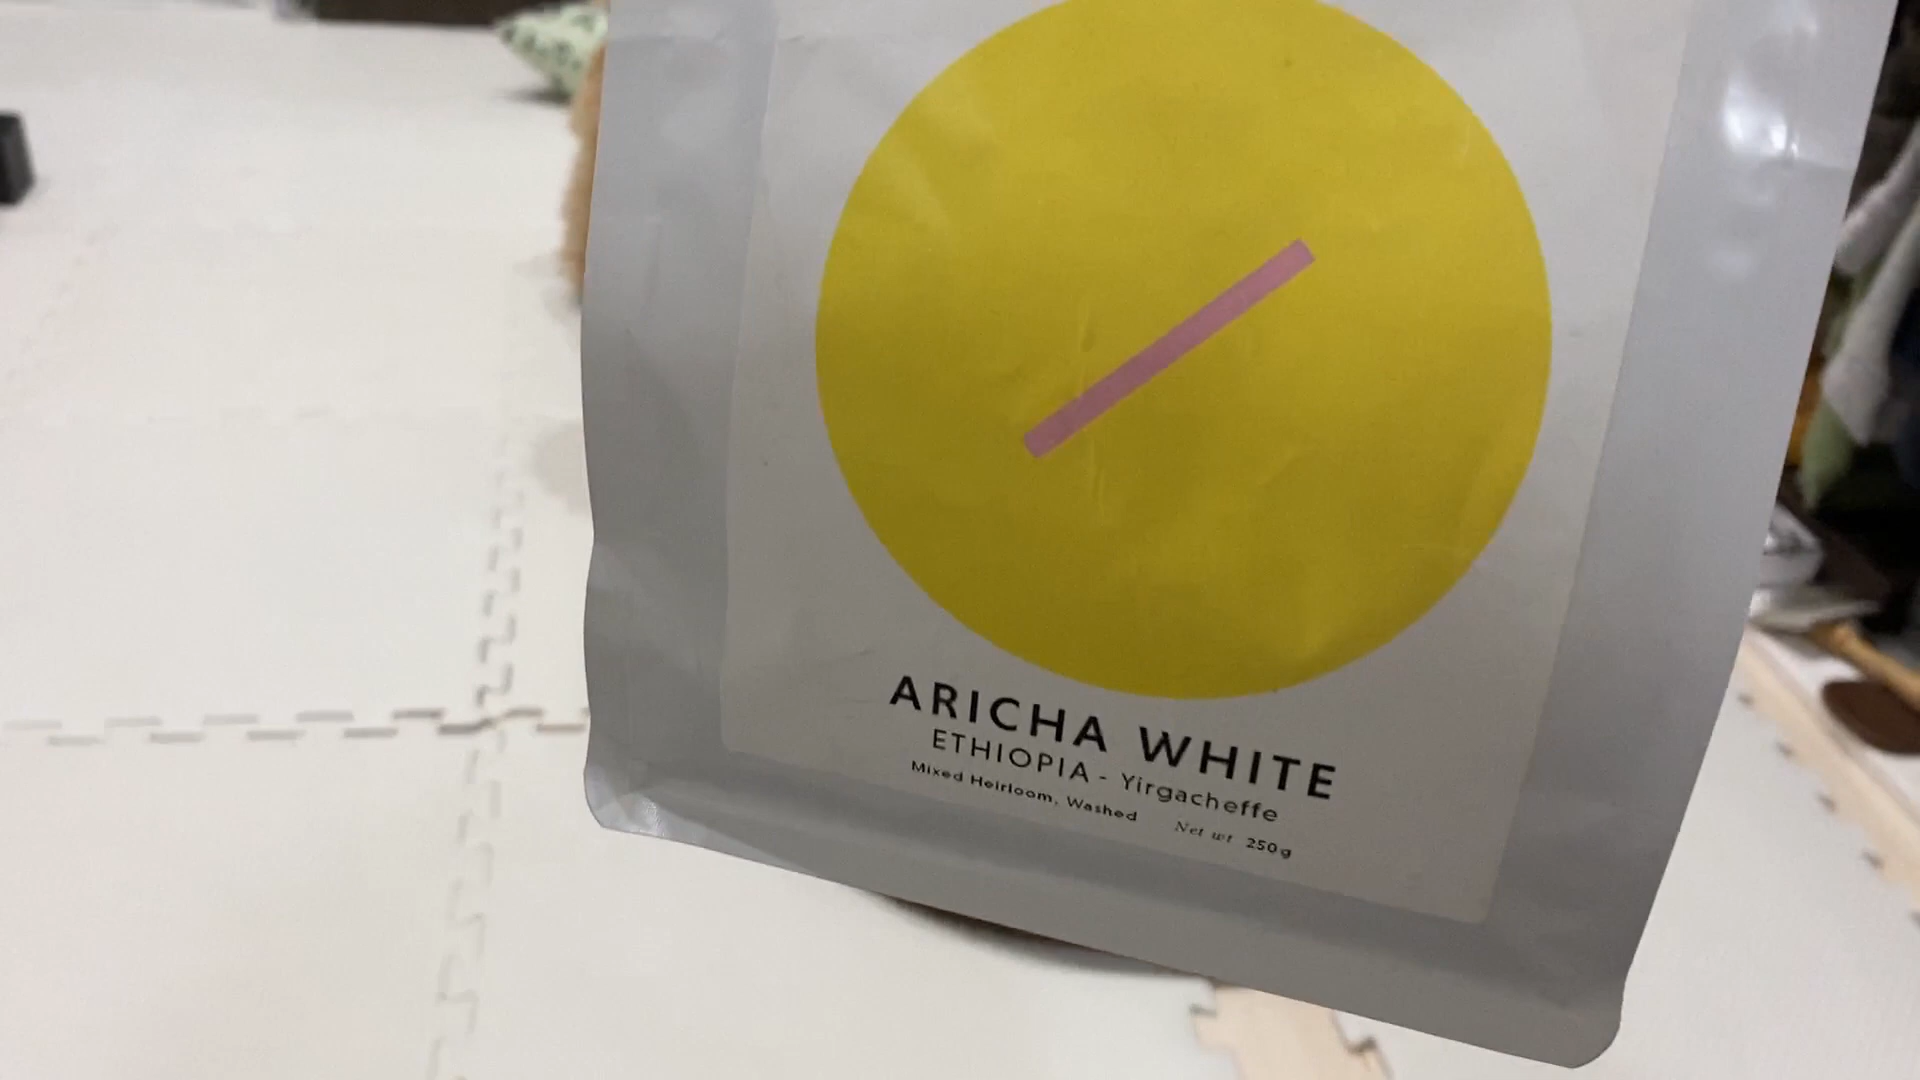 ARICHA WHITE
ETHIOPIA - Yirgacheffe
Mixed Heirloom, Washed Net wt 250g